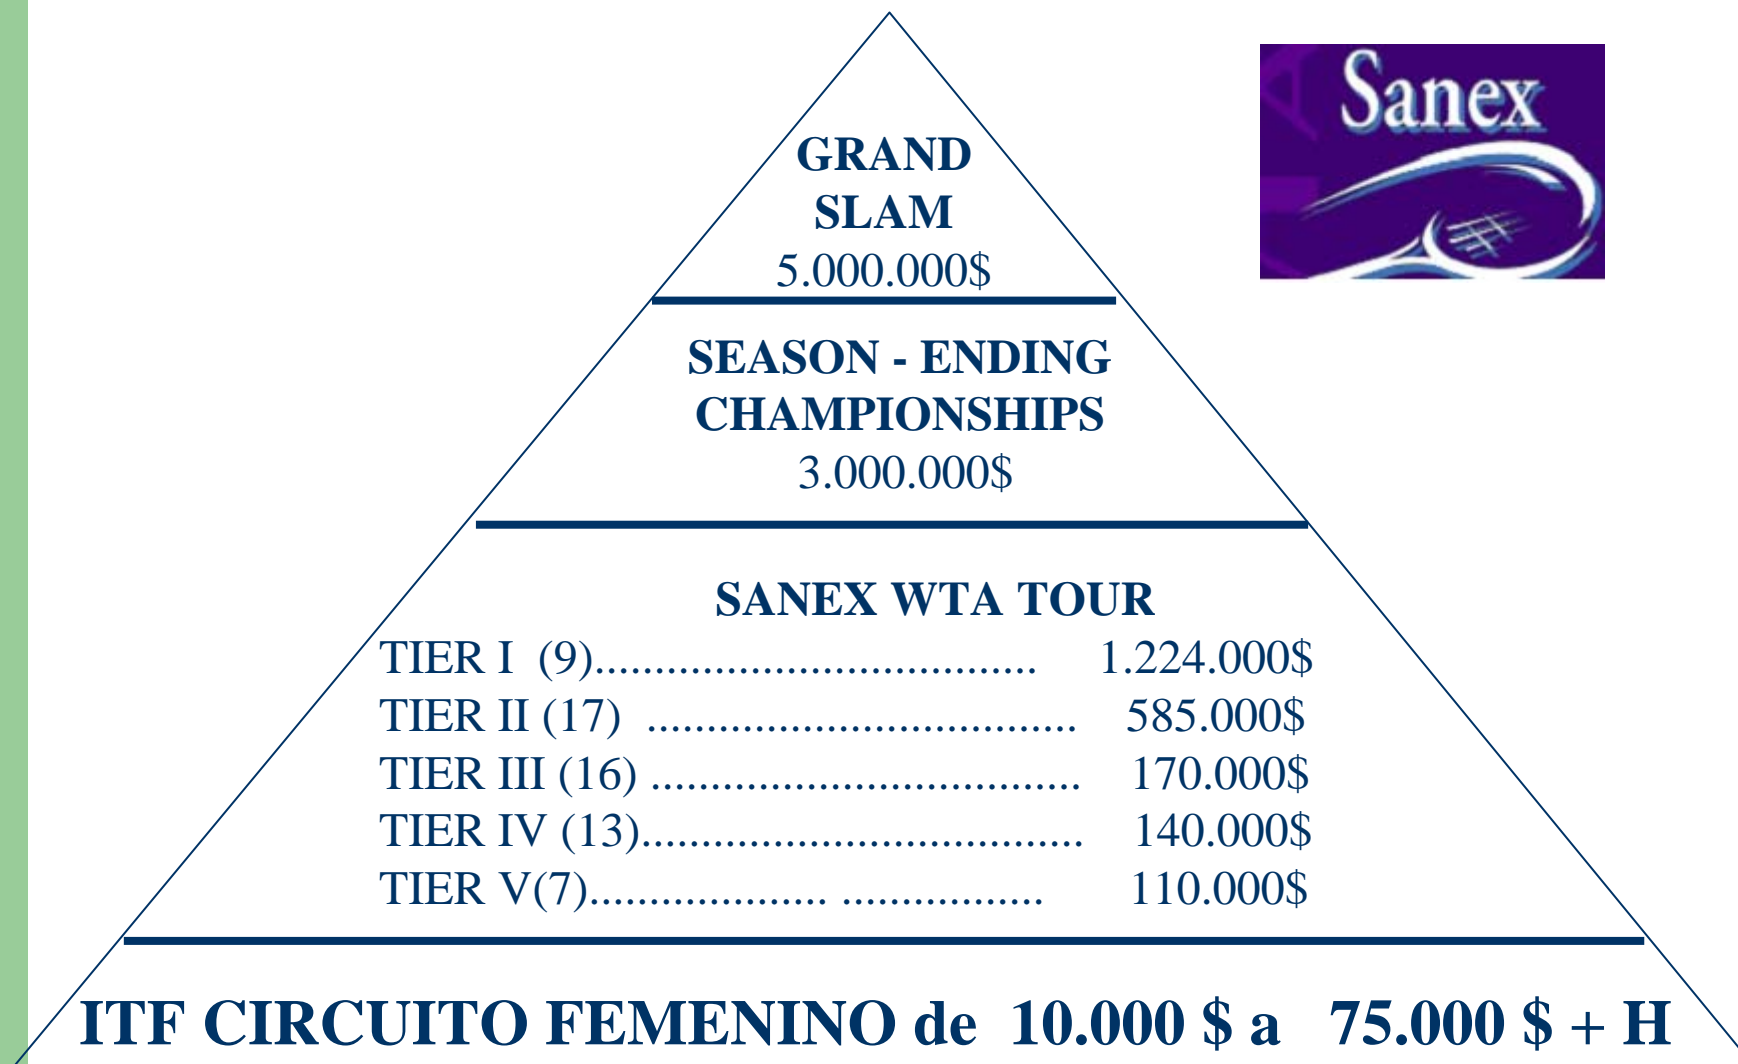 Sanex
GRAND
SLAM
5.000.000$
SEASON - ENDING
CHAMPIONSHIPS
3.000.000$
SANEX WTA TOUR
TIER I (9)..................................... 1.224.000$
TIER II (17) .................................... 585.000$
TIER III (16) .................................... 170.000$
TIER IV (13)..................................... 140.000$
TIER V(7).................... ................. 110.000$
ITF CIRCUITO FEMENINO de 10.000 $ a 75.000 $ + H